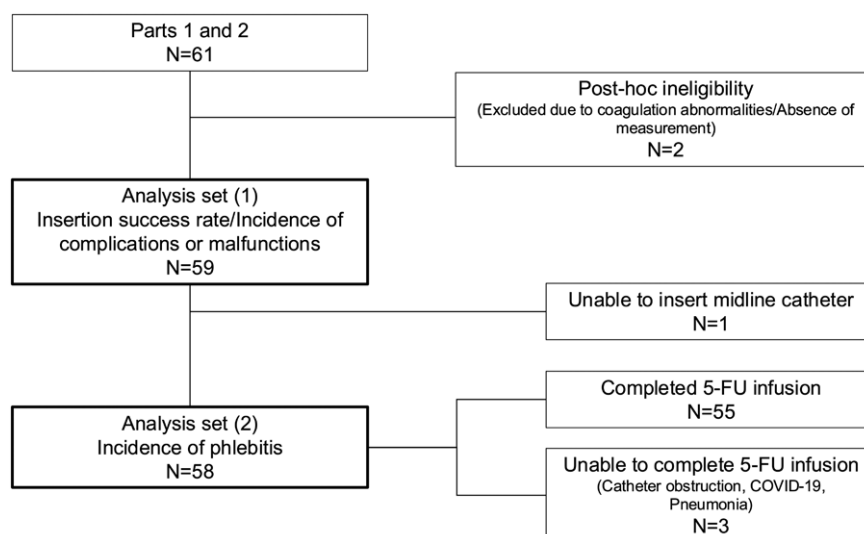 Parts 1 and 2
N=61
Post-hoc ineligibility
(Excluded due to coagulation abnormalities/Absence of
measurement)
N=2
Analysis set (1)
Insertion success rate/Incidence of
complications or malfunctions
N=59
Unable to insert midline catheter
N=1
Analysis set (2)
Incidence of phlebitis
N=58
Completed 5-FU infusion
N=55
Unable to complete 5-FU infusion
(Catheter obstruction, COVID-19,
Pneumonia)
N=3